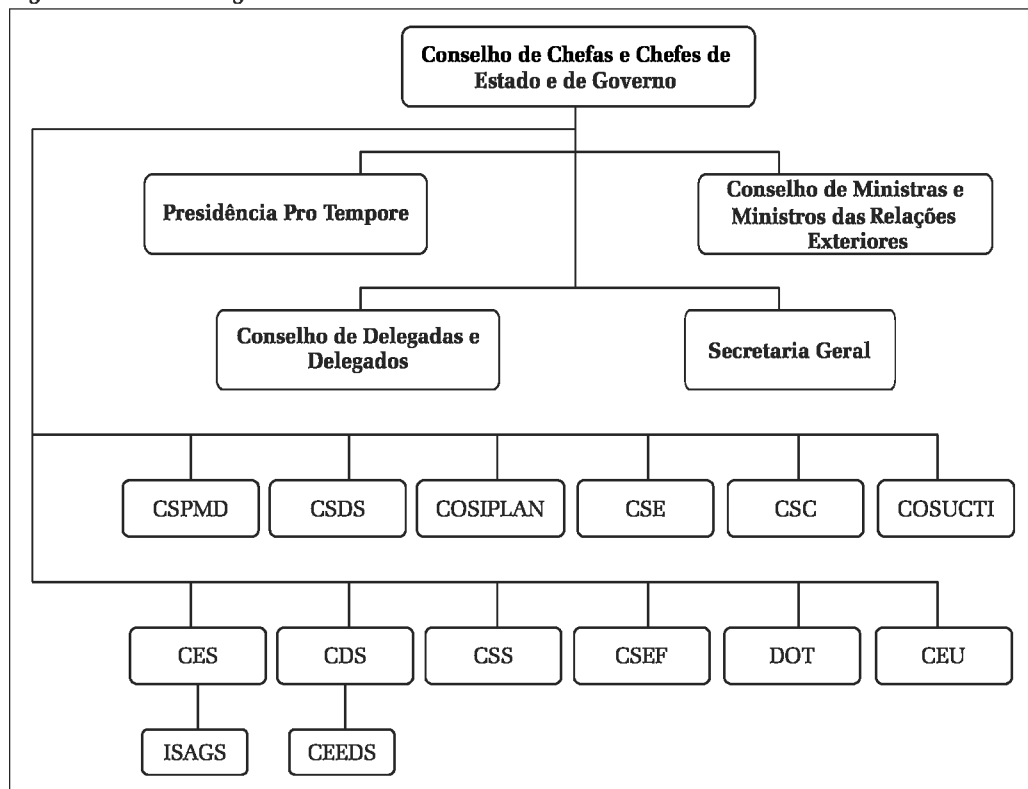 Conselho de Chefas e Chefes de
Estado e de Governo
Presidência Pro Tempore
Conselho de Ministras e
Ministros das Relações
Exteriores
Conselho de Delegadas e
Delegados
Secretaria Geral
CSPMD
CSDS
COSIPLAN
CSE
CSC
COSUCTI
CES
CDS
CSS
CSEF
DOT
CEU
ISAGS
CEEDS